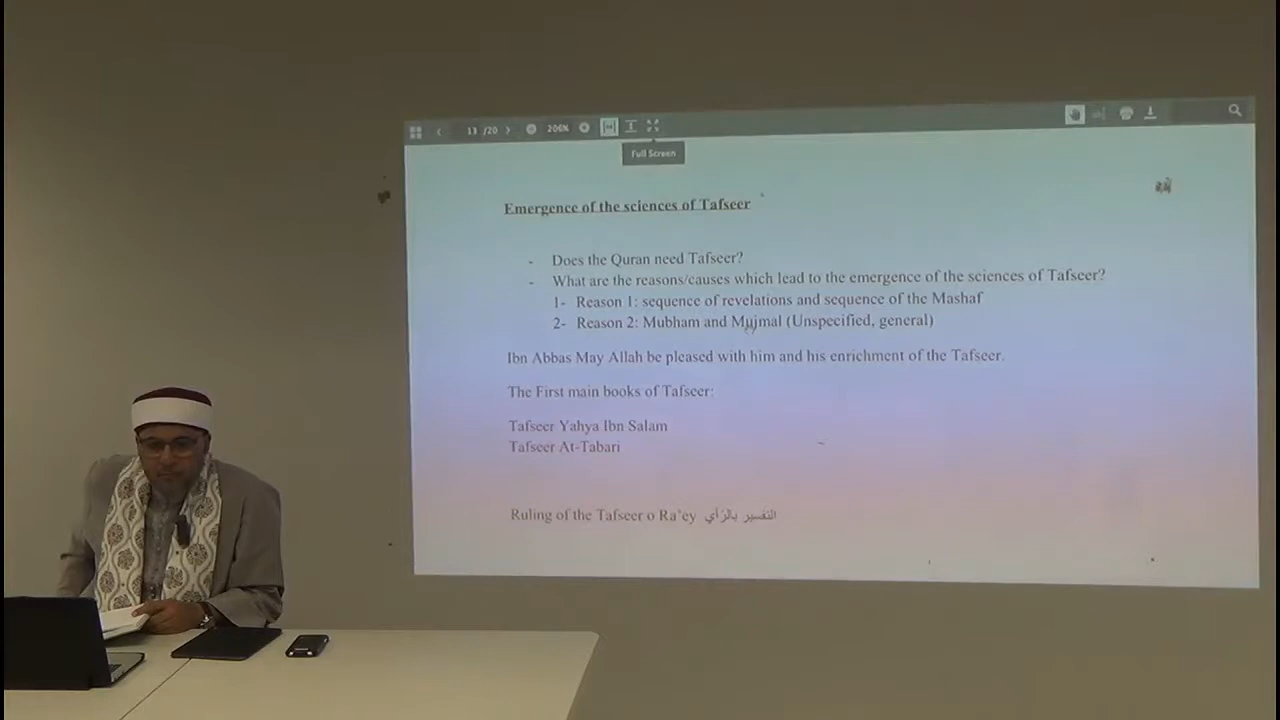 13 /20
206%
Full Screen
Emergence of the sciences of Tafseer
- Does the Quran need Tafseer?
- What are the reasons/causes which lead to the emergence of the sciences of Tafseer?
1- Reason 1: sequence of revelations and sequence of the Mashaf
2- Reason 2: Mubham and Mujmal (Unspecified, general)
Ibn Abbas May Allah be pleased with him and his enrichment of the Tafseer.
The First main books of Tafseer:
Tafseer Yahya Ibn Salam
Tafseer At-Tabari
Ruling of the Tafseer o Ra'ey التفسير بالرأي